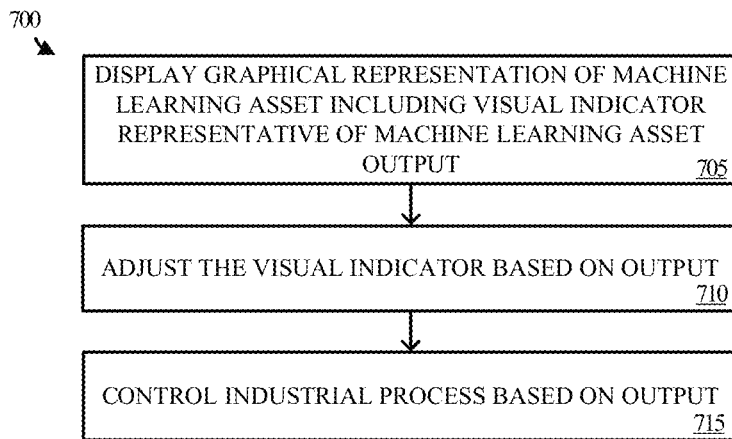 700
DISPLAY GRAPHICAL REPRESENTATION OF MACHINE
LEARNING ASSET INCLUDING VISUAL INDICATOR
REPRESENTATIVE OF MACHINE LEARNING ASSET
OUTPUT
705
ADJUST THE VISUAL INDICATOR BASED ON OUTPUT
710
CONTROL INDUSTRIAL PROCESS BASED ON OUTPUT
715